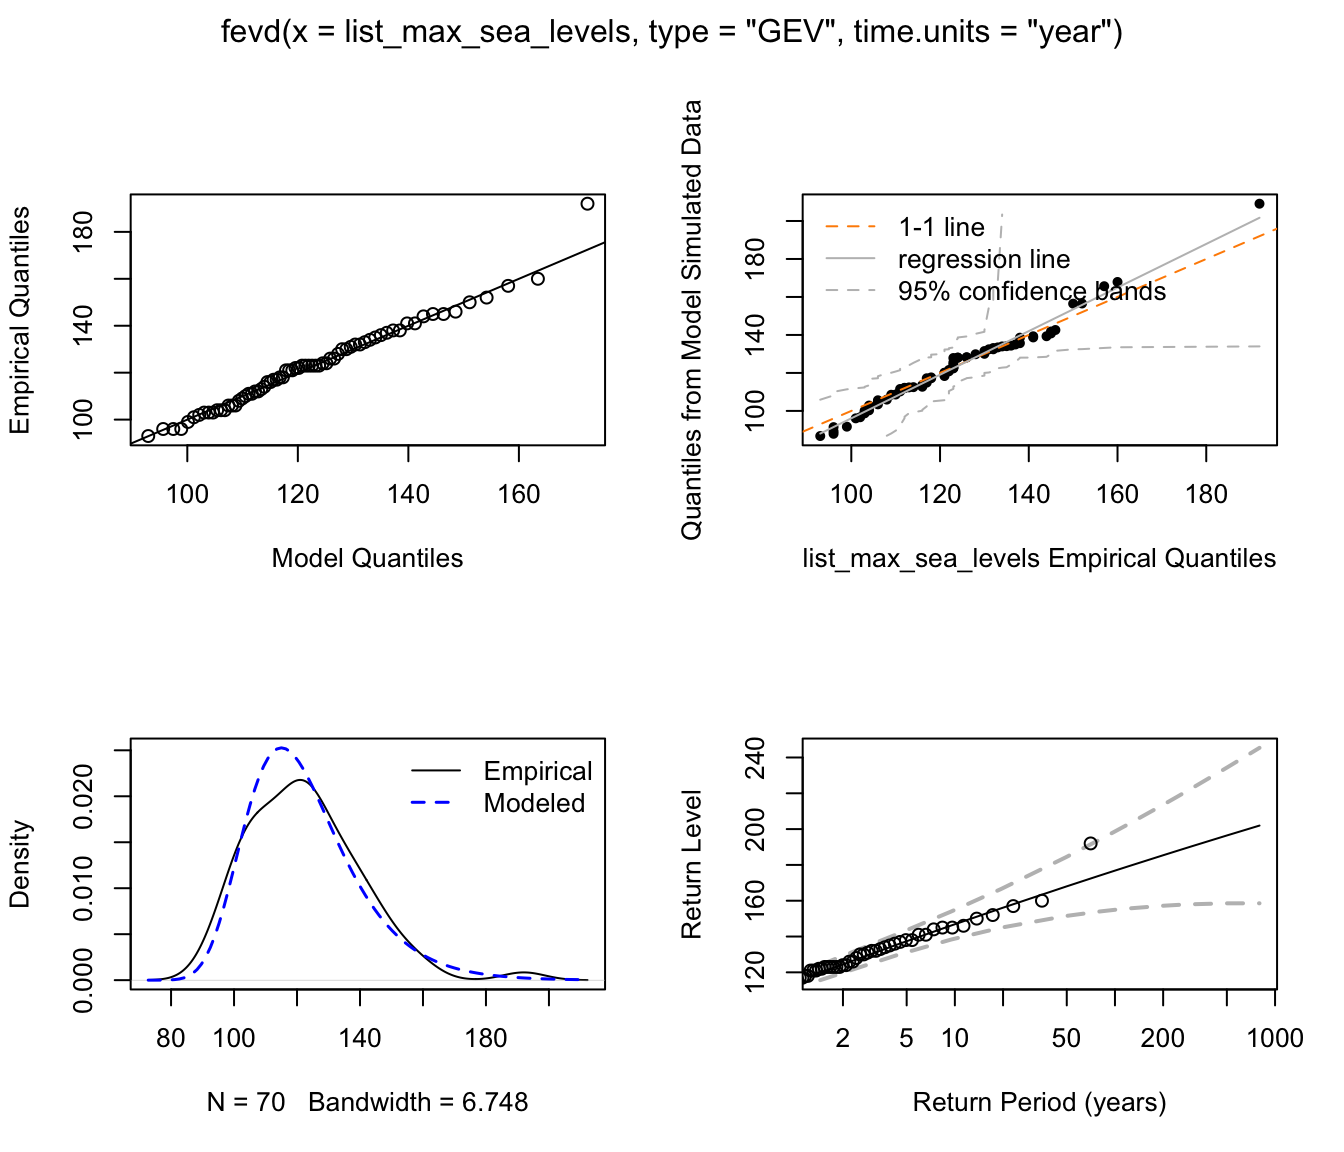 fevd(x = list_max_sea_levels, type = "GEV", time.units = "year")
Empirical Quantiles
100 140 180
100 120 140 160
Model Quantiles
Quantiles from Model Simulated Data
100 140 180
1-1 line
regression line
95% confidence bands
100 120 140 160 180
list_max_sea_levels Empirical Quantiles
Density
0.000 0.010 0.020
Empirical
Modeled
80 100 140 180
N = 70 Bandwidth = 6.748
Return Level
120 160 200 240
2 5 10 50 200 1000
Return Period (years)